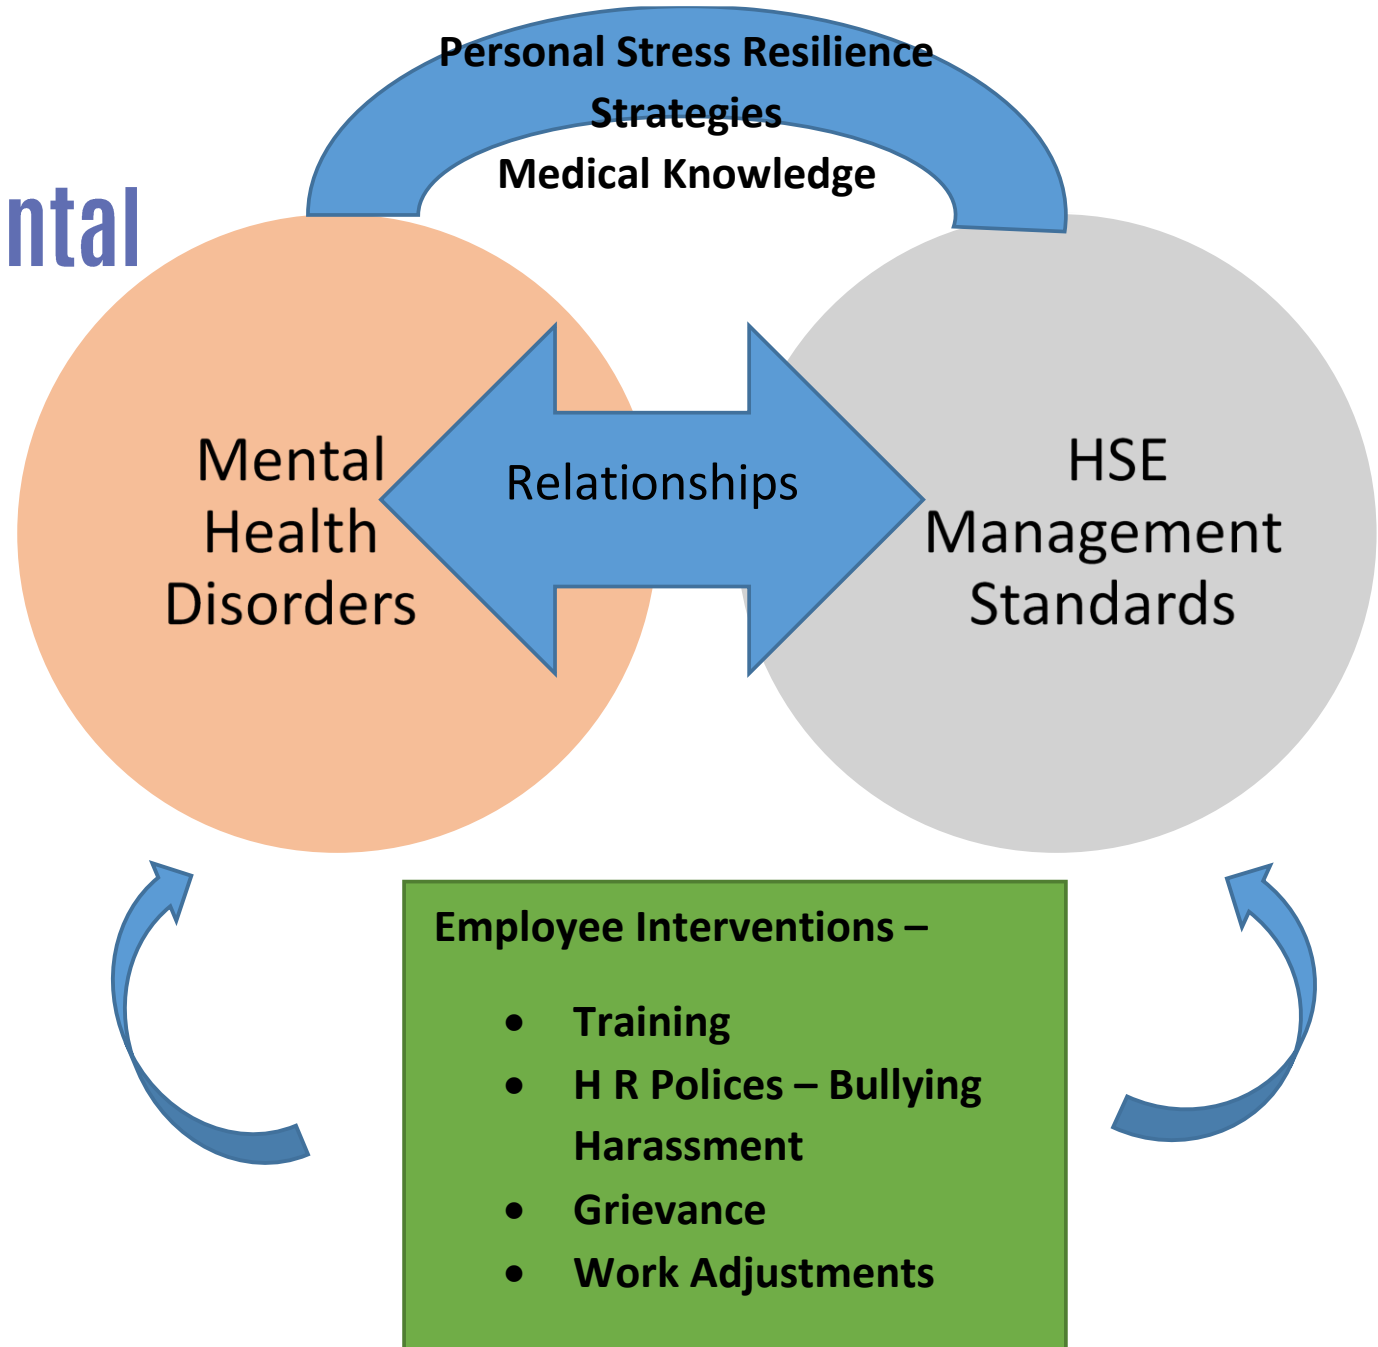 Personal Stress Resilience
Strategies
Medical Knowledge
ntal
Mental
Health
Disorders
Relationships
HSE
Management
Standards
Employee Interventions –
• Training
• H R Polices – Bullying
Harassment
• Grievance
• Work Adjustments